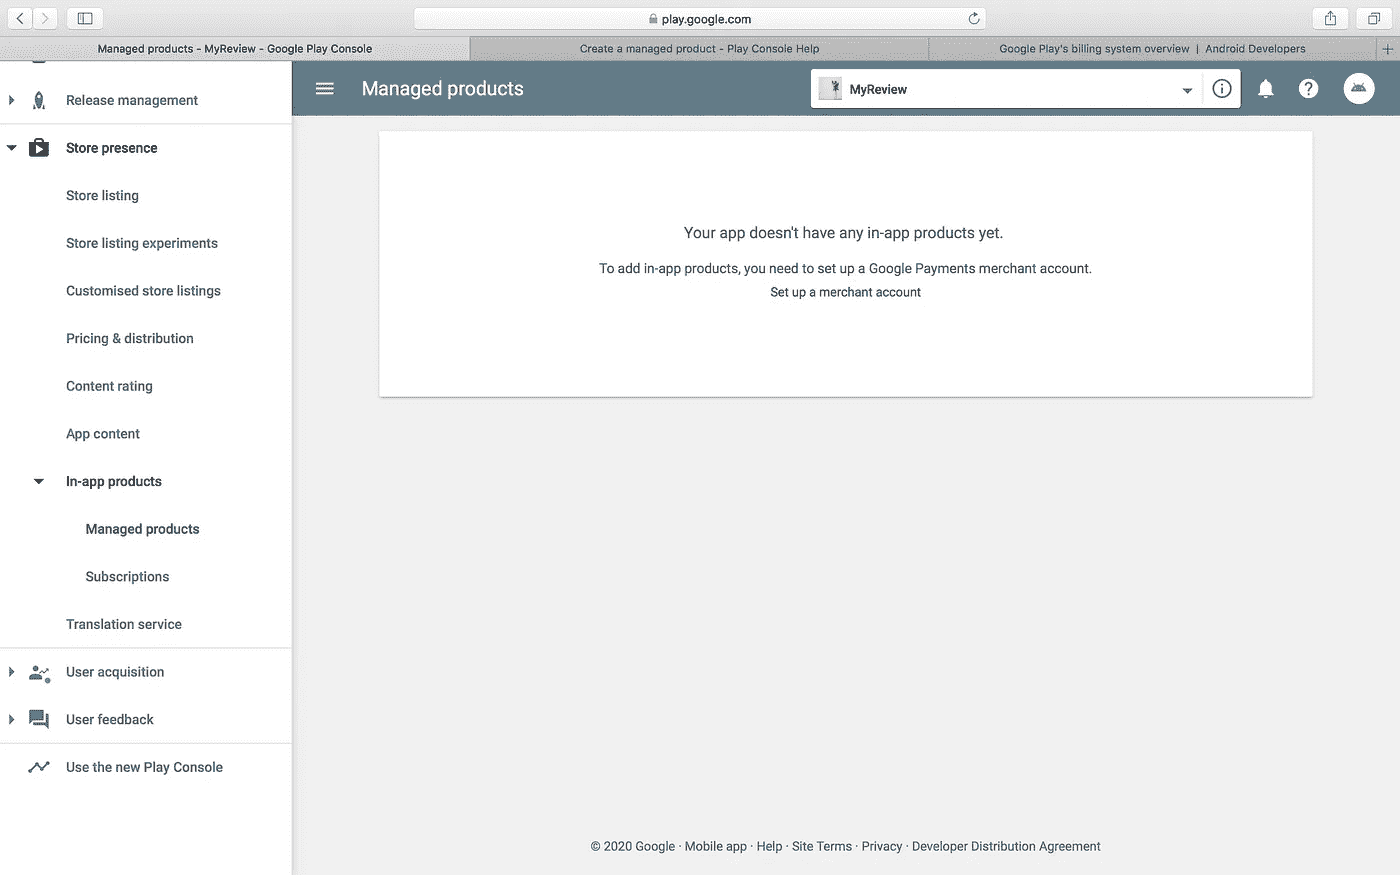 play.google.com
Managed products - MyReview - Google Play Console
Create a managed product - Play Console Help
Google Play's billing system overview | Android Developers
Release management
Store presence
Store listing
Store listing experiments
Customised store listings
Pricing & distribution
Content rating
App content
In-app products
Managed products
Subscriptions
Translation service
User acquisition
User feedback
Use the new Play Console
Managed products
MyReview
Your app doesn't have any in-app products yet.
To add in-app products, you need to set up a Google Payments merchant account.
Set up a merchant account
© 2020 Google · Mobile app · Help · Site Terms · Privacy · Developer Distribution Agreement